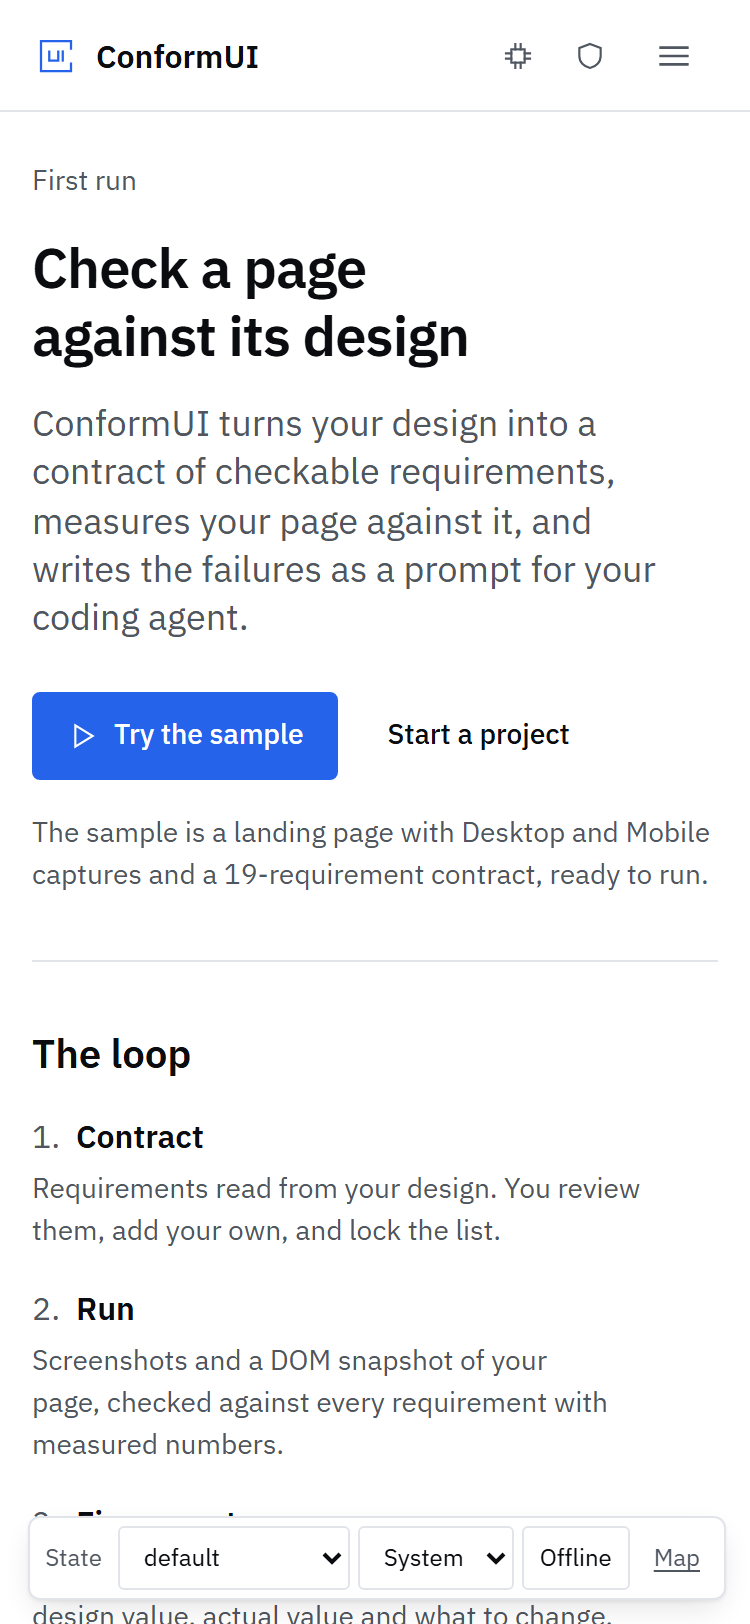 UI ConformUI
First run
Check a page
against its design
ConformUI turns your design into a
contract of checkable requirements,
measures your page against it, and
writes the failures as a prompt for your
coding agent.
Try the sample
Start a project
The sample is a landing page with Desktop and Mobile
captures and a 19-requirement contract, ready to run.
The loop
1. Contract
Requirements read from your design. You review
them, add your own, and lock the list.
2. Run
Screenshots and a DOM snapshot of your
page, checked against every requirement with
measured numbers.
State default System Offline Map
design value, actual value and what to change.